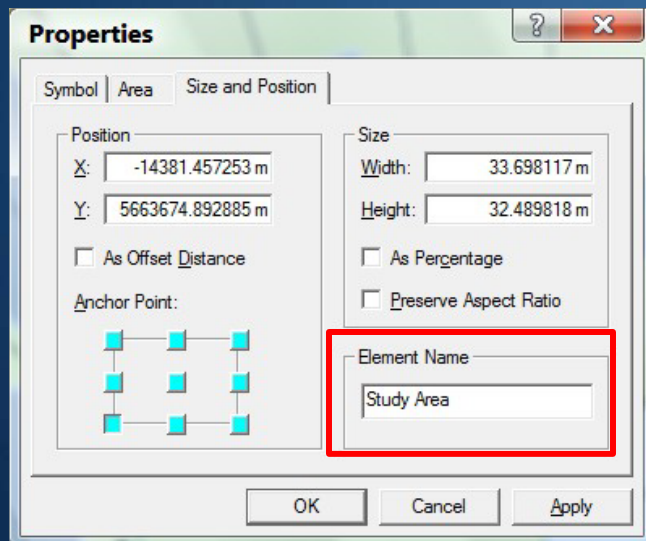 Properties
?
Symbol
Area
Size and Position
Position
X: -14381.457253 m
Y: 5663674.892885 m
As Offset Distance
Anchor Point:
Size
Width: 33.698117 m
Height: 32.489818 m
As Percentage
Preserve Aspect Ratio
Element Name
Study Area
OK
Cancel
Apply